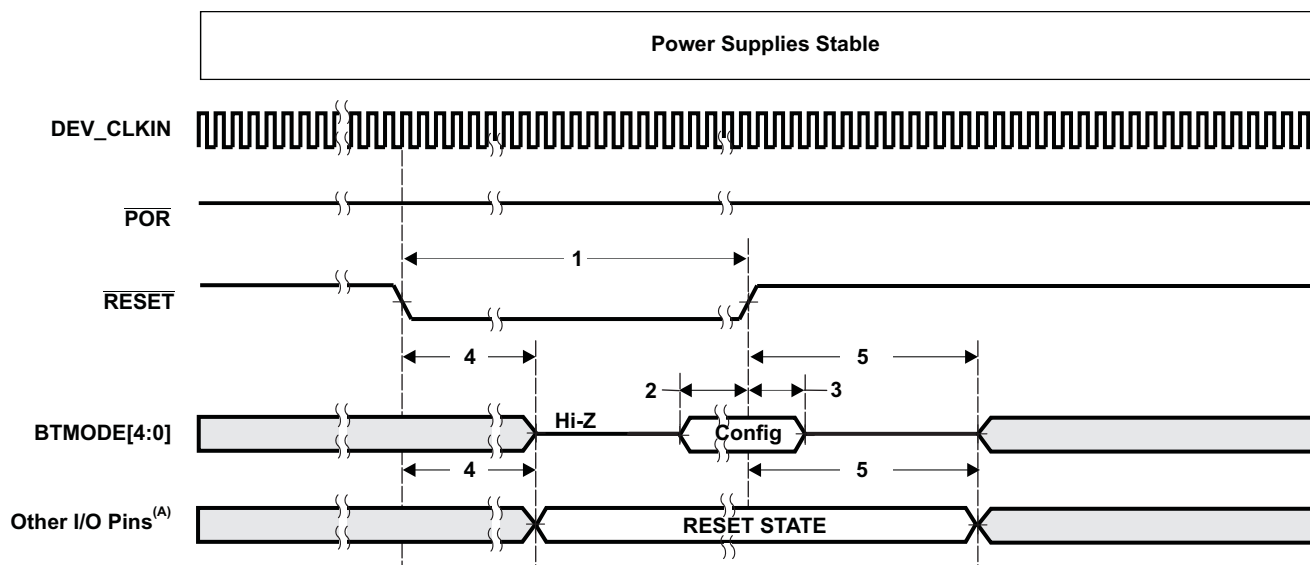 Power Supplies Stable
DEV_CLKIN
POR
1
RESET
4
5
2
3
BTMODE[4:0]
Hi-Z
Config
4
5
Other I/O Pins(A)
RESET STATE